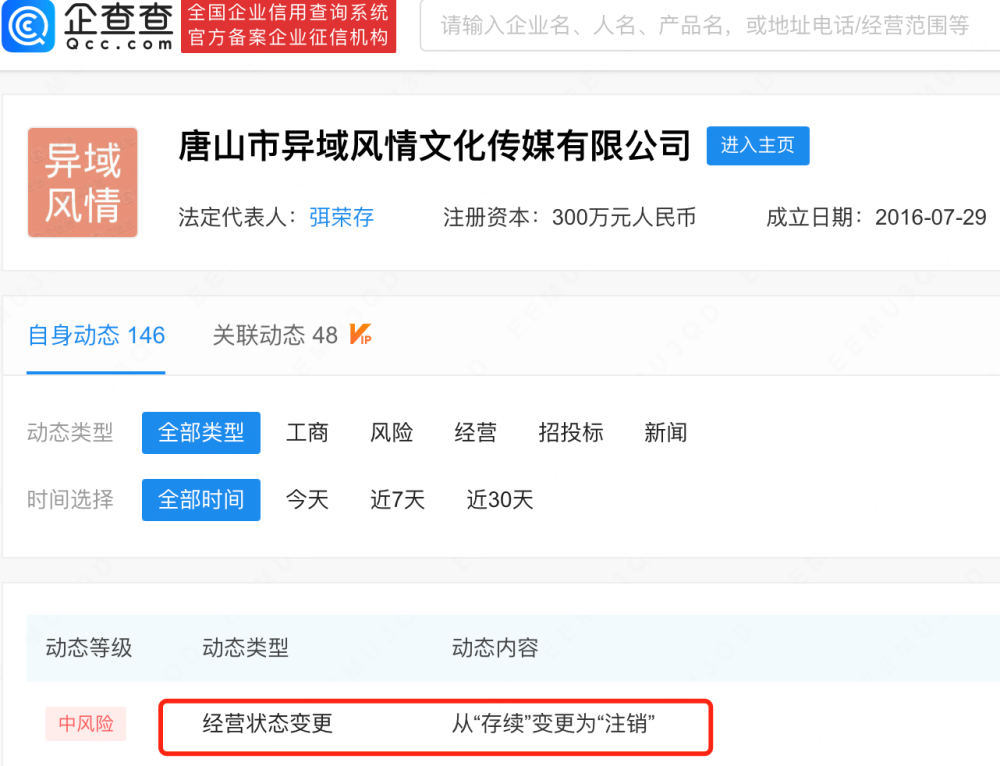 企查查
Qcc.com
全国企业信用查询系统
官方备案企业征信机构
请输入企业名、人名、产品名，或地址电话/经营范围等
异域
风情
唐山市异域风情文化传媒有限公司
进入主页
法定代表人：弭荣存
注册资本：300万元人民币
成立日期：2016-07-29
自身动态 146
关联动态 48 VIP
动态类型 全部类型 工商 风险 经营 招投标 新闻
时间选择 全部时间 今天 近7天 近30天
动态等级 动态类型 动态内容
中风险 经营状态变更 从“存续”变更为“注销”